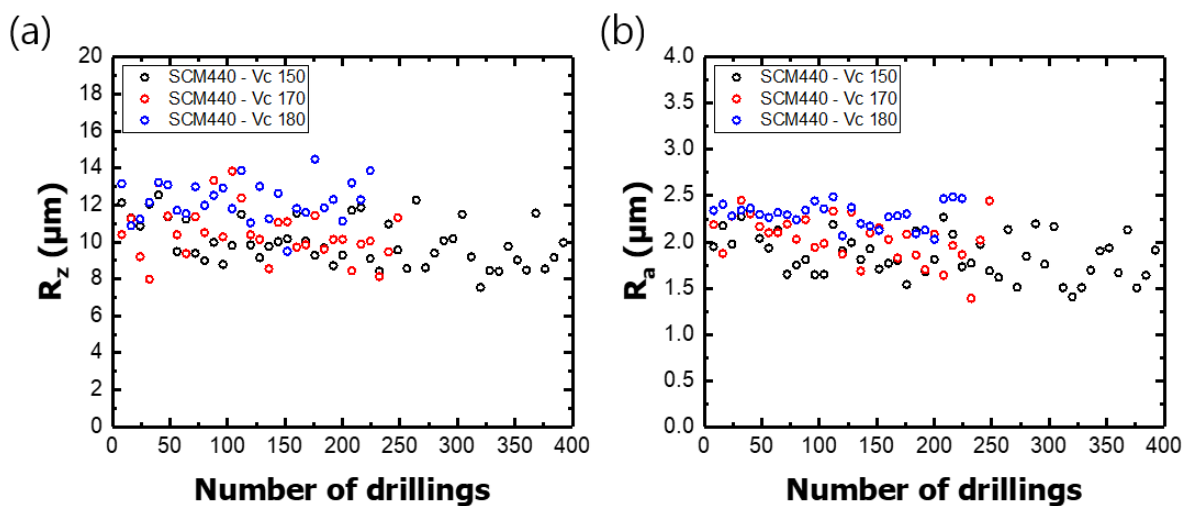 (a)
20
18
16
14
12
10
8
6
4
2
0
R_z (μm)
SCM440 - Vc 150
SCM440 - Vc 170
SCM440 - Vc 180
0 50 100 150 200 250 300 350 400
Number of drillings
(b)
4.0
3.5
3.0
2.5
2.0
1.5
1.0
0.5
0.0
R_a (μm)
SCM440 - Vc 150
SCM440 - Vc 170
SCM440 - Vc 180
0 50 100 150 200 250 300 350 400
Number of drillings